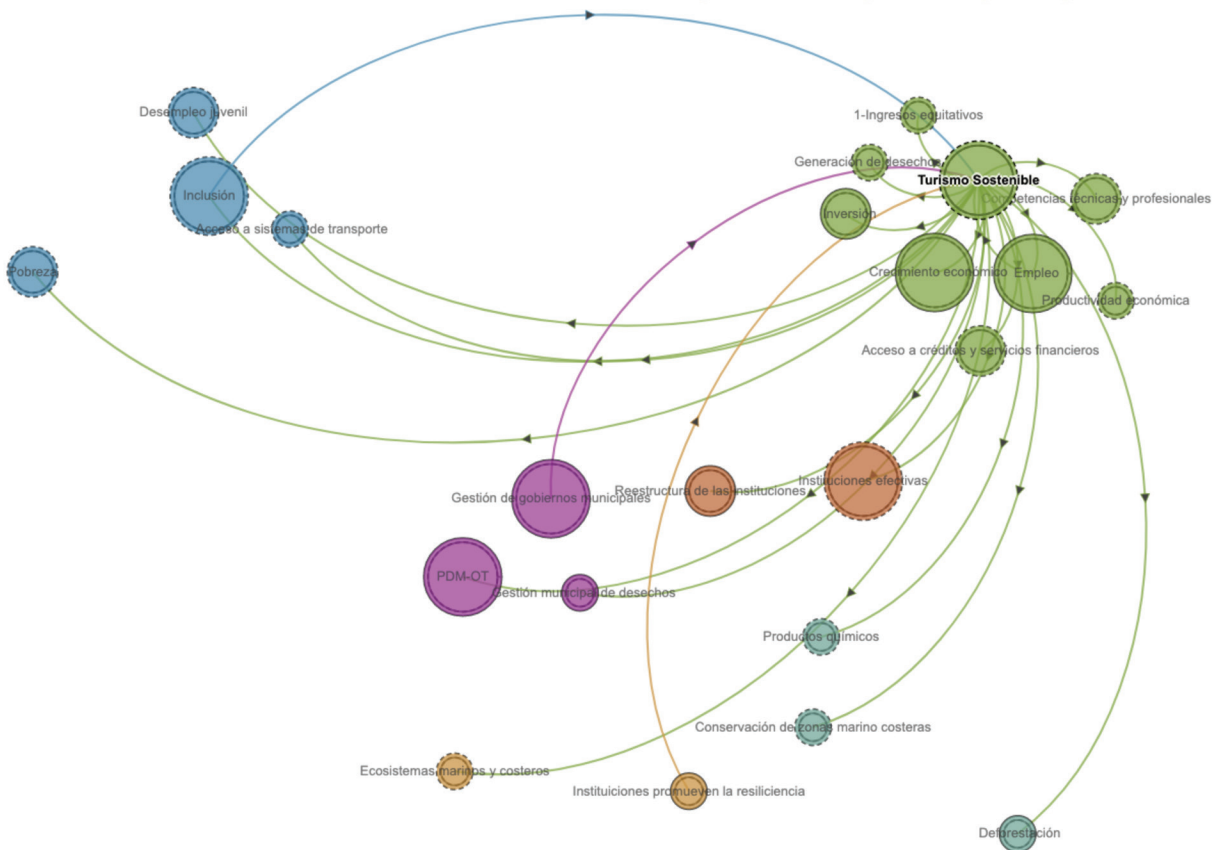 Desempleo juvenil
1-Ingresos equitativos
Generación de desechos
Turismo Sostenible
Inclusión
Competencias técnicas y profesionales
Inversión
Acceso a sistemas de transporte
Pobreza
Crecimiento económico
Empleo
Productividad económica
Acceso a créditos y servicios financieros
Instituciones efectivas
Reestructura de las instituciones
Gestión de gobiernos municipales
PDM-OT
Gestión municipal de desechos
Productos químicos
Conservación de zonas marino costeras
Ecosistemas marinos y costeros
Instituiciones promueven la resiliciencia
Deforestación